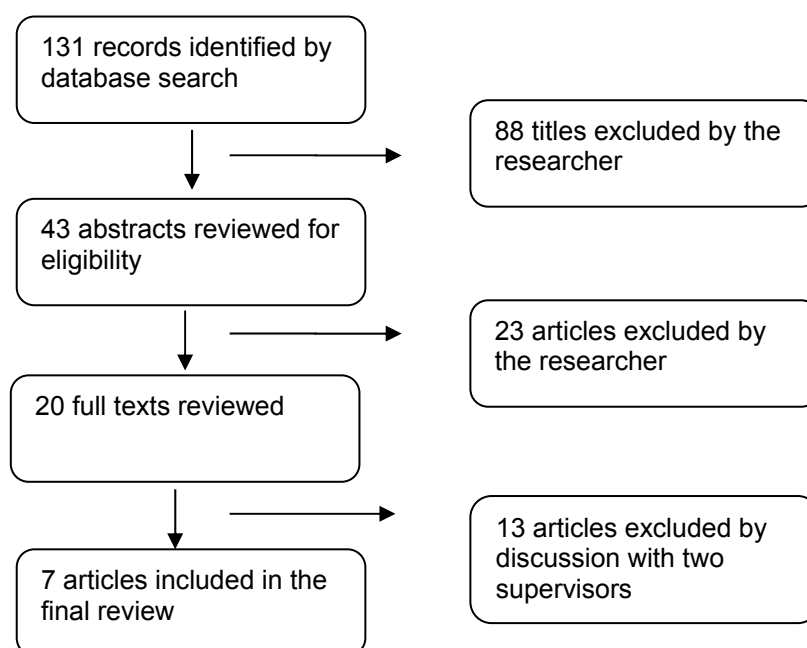 131 records identified by
database search
88 titles excluded by the
researcher
43 abstracts reviewed for
eligibility
23 articles excluded by
the researcher
20 full texts reviewed
13 articles excluded by
discussion with two
supervisors
7 articles included in the
final review